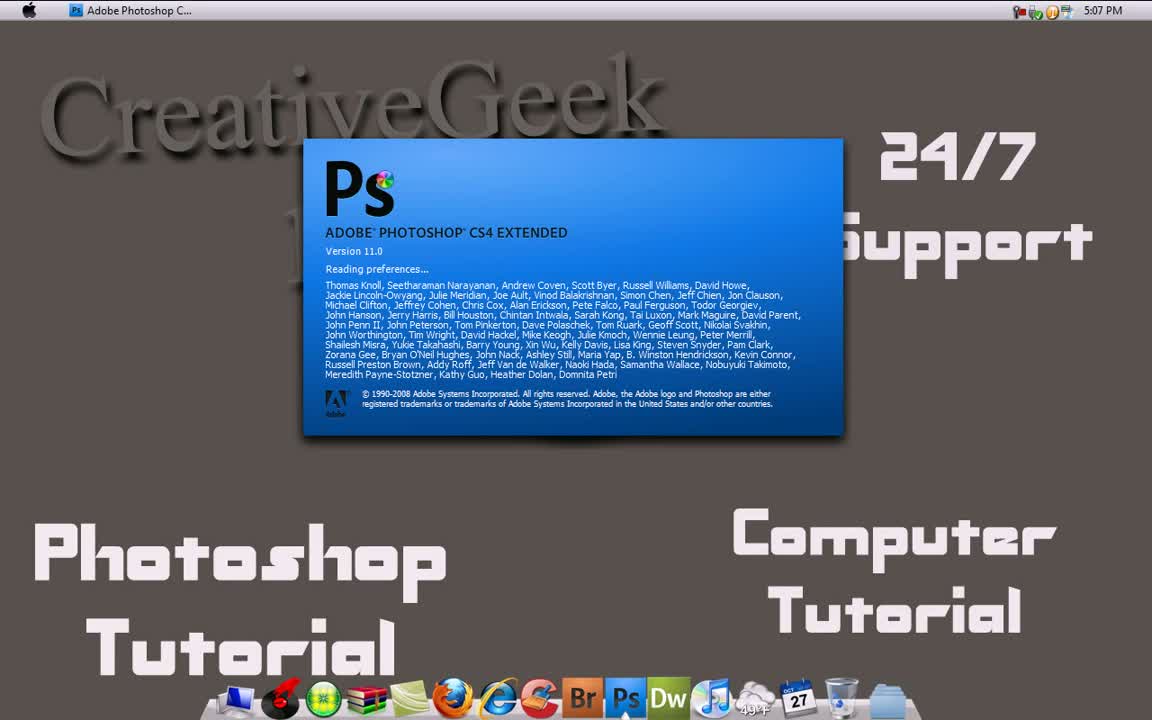 Adobe Photoshop C...
5:07 PM
CreativeGeek
24/7
Support
Ps
ADOBE® PHOTOSHOP® CS4 EXTENDED
Version 11.0
Reading preferences...
Thomas Knoll, Seetharaman Narayanan, Andrew Coven, Scott Byer, Russell Williams, David Howe,
Jackie Lincoln-Owyang, Julie Meridian, Joe Ault, Vinod Balakrishnan, Simon Chen, Jeff Chien, Jon Clauson,
Michael Clifton, Jeffrey Cohen, Chris Cox, Alan Erickson, Pete Falco, Paul Ferguson, Todor Georgiev,
John Hanson, Jerry Harris, Bill Houston, Chintan Intwala, Sarah Kong, Tai Luxon, Mark Maguire, David Parent,
John Penn II, John Peterson, Tom Pinkerton, Dave Polaschek, Tom Ruark, Geoff Scott, Nikolai Svakhin,
John Worthington, Tim Wright, David Hackel, Mike Keogh, Julie Kmoch, Wennie Leung, Peter Merrill,
Shailesh Misra, Yukie Takahashi, Barry Young, Xin Wu, Kelly Davis, Lisa King, Steven Snyder, Pam Clark,
Zorana Gee, Bryan O'Neil Hughes, John Nack, Ashley Still, Maria Yap, B. Winston Hendrickson, Kevin Connor,
Russell Preston Brown, Addy Roff, Jeff Van de Walker, Naoki Hada, Samantha Wallace, Nobuyuki Takimoto,
Meredith Payne-Stotzner, Kathy Guo, Heather Dolan, Domnita Petri
© 1990-2008 Adobe Systems Incorporated. All rights reserved. Adobe, the Adobe logo and Photoshop are either
registered trademarks or trademarks of Adobe Systems Incorporated in the United States and/or other countries.
Adobe
Photoshop
Tutorial
Computer
Tutorial
Br
Ps
Dw
49°F
OCT
27